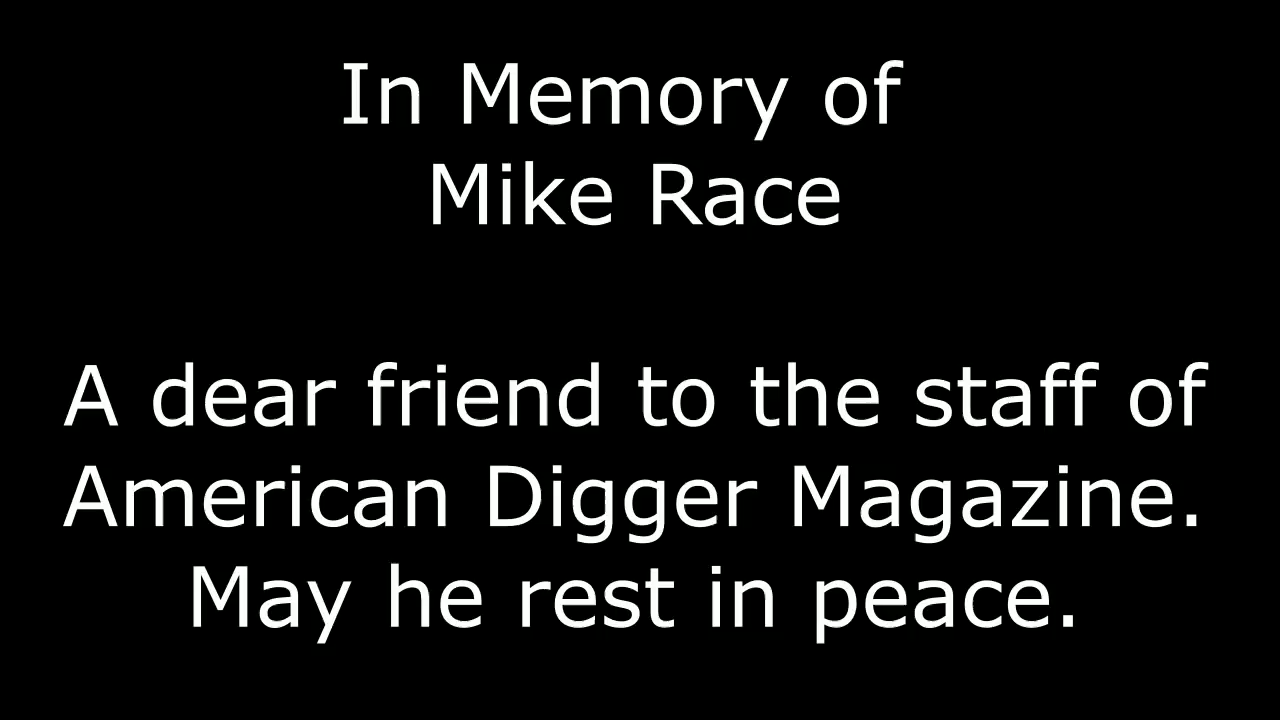 In Memory of
Mike Race
A dear friend to the staff of
American Digger Magazine.
May he rest in peace.